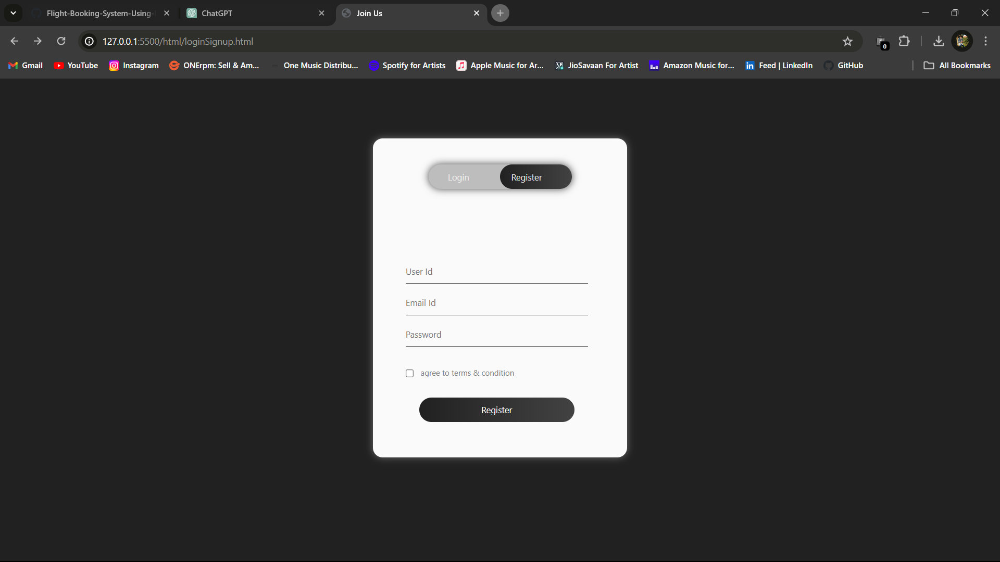 Flight-Booking-System-Using-
ChatGPT
Join Us
127.0.0.1:5500/html/loginSignup.html
0
Gmail
YouTube
Instagram
ONErpm: Sell & Am...
One Music Distribu...
Spotify for Artists
Apple Music for Ar...
JioSavaan For Artist
Amazon Music for...
Feed | LinkedIn
GitHub
All Bookmarks
Login
Register
User Id
Email Id
Password
agree to terms & condition
Register